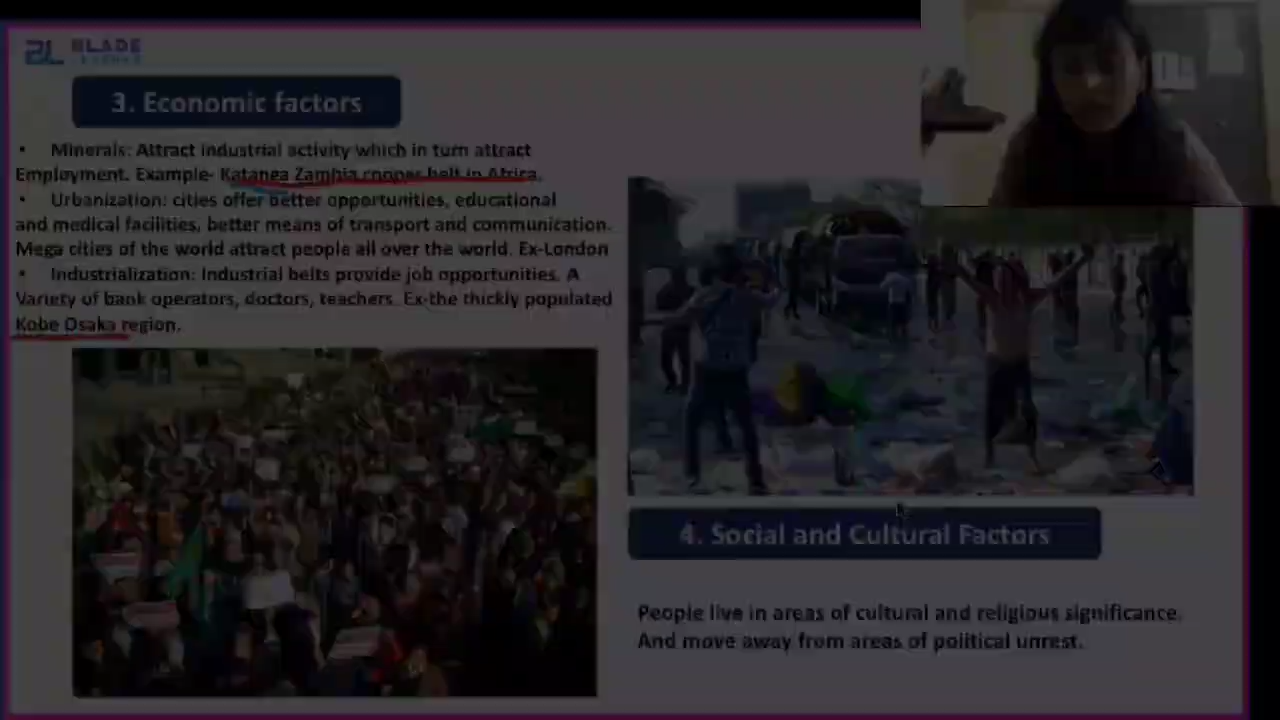 BLADE
3. Economic factors
• Minerals: Attract industrial activity which in turn attract
Employment. Example- Katanga Zambia copper belt in Africa.
• Urbanization: cities offer better opportunities, educational
and medical facilities, better means of transport and communication.
Mega cities of the world attract people all over the world. Ex-London
• Industrialization: Industrial belts provide job opportunities. A
Variety of bank operators, doctors, teachers. Ex-the thickly populated
Kobe Osaka region.
4. Social and Cultural Factors
People live in areas of cultural and religious significance.
And move away from areas of political unrest.